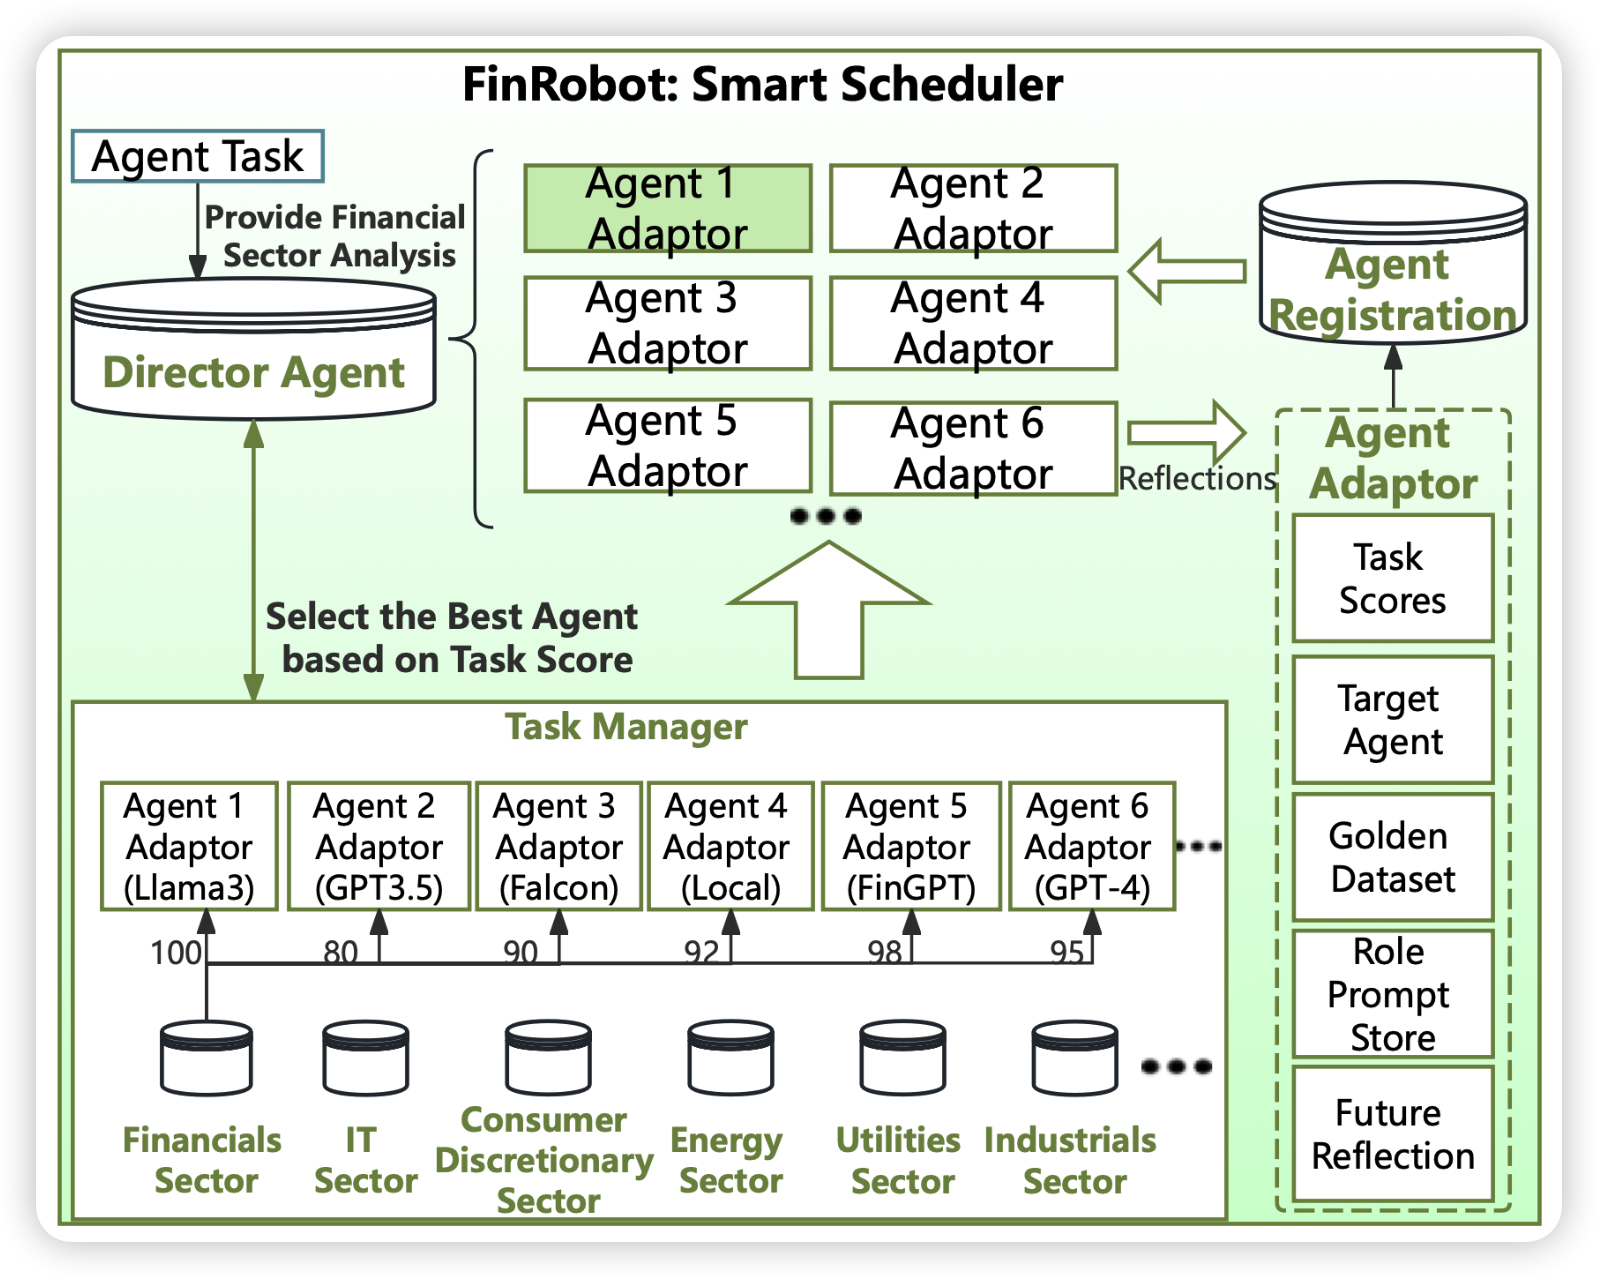 FinRobot: Smart Scheduler
Agent Task
Provide Financial
Sector Analysis
Director Agent
Agent 1
Adaptor
Agent 2
Adaptor
Agent 3
Adaptor
Agent 4
Adaptor
Agent 5
Adaptor
Agent 6
Adaptor
Agent
Registration
Reflections
Agent
Adaptor
Task
Scores
Target
Agent
Golden
Dataset
Role
Prompt
Store
Future
Reflection
Select the Best Agent
based on Task Score
Task Manager
Agent 1
Adaptor
(Llama3)
Agent 2
Adaptor
(GPT3.5)
Agent 3
Adaptor
(Falcon)
Agent 4
Adaptor
(Local)
Agent 5
Adaptor
(FinGPT)
Agent 6
Adaptor
(GPT-4)
100
80
90
92
98
95
Financials
Sector
IT
Sector
Consumer
Discretionary
Sector
Energy
Sector
Utilities
Sector
Industrials
Sector